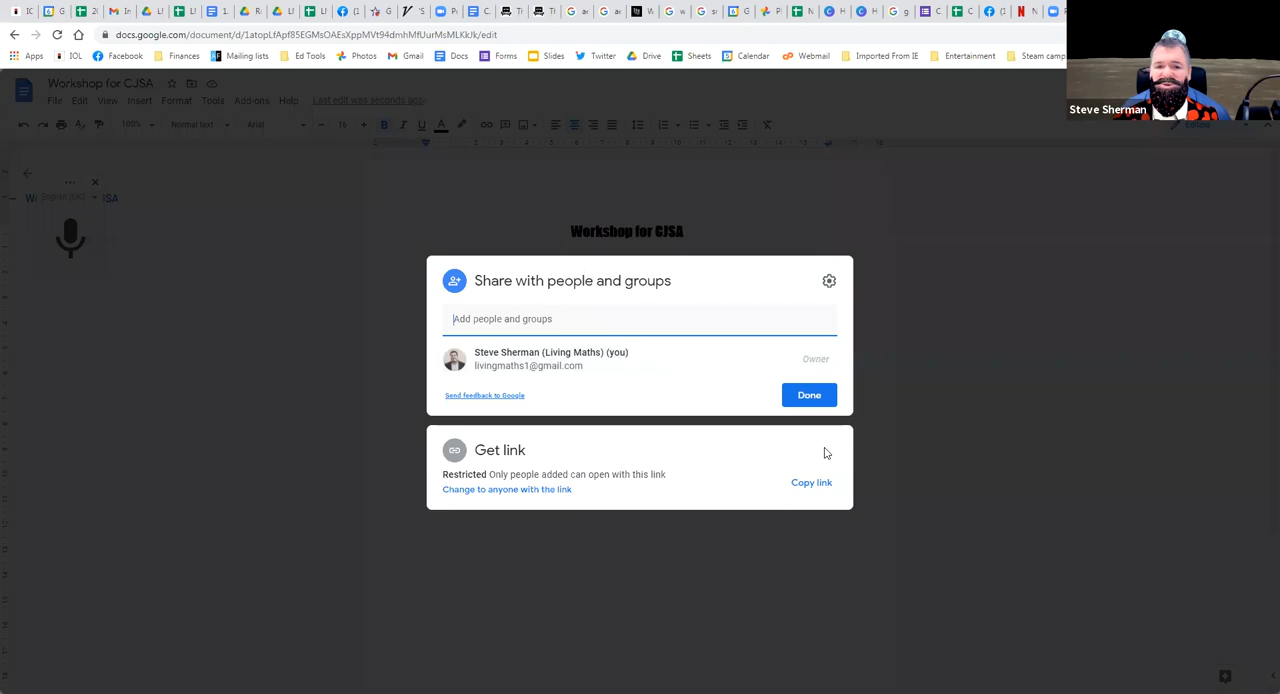 docs.google.com/document/d/1atopLfApf85EGMsOAEsXppMVt94dmhMfUurMsMLKkJk/edit
Apps IOL Facebook Finances Mailing lists Ed Tools Photos Gmail Docs Forms Slides Twitter Drive Sheets Calendar Webmail Imported From IE Entertainment Steam camp
Steve Sherman
Workshop for CJSA
File Edit View Insert Format Tools Add-ons Help Last edit was seconds ago
100% Normal text Arial 16 Editing
English (UK)
Workshop for CJSA
Share with people and groups
Add people and groups
Steve Sherman (Living Maths) (you)
livingmaths1@gmail.com
Owner
Send feedback to Google
Done
Get link
Restricted Only people added can open with this link
Change to anyone with the link
Copy link